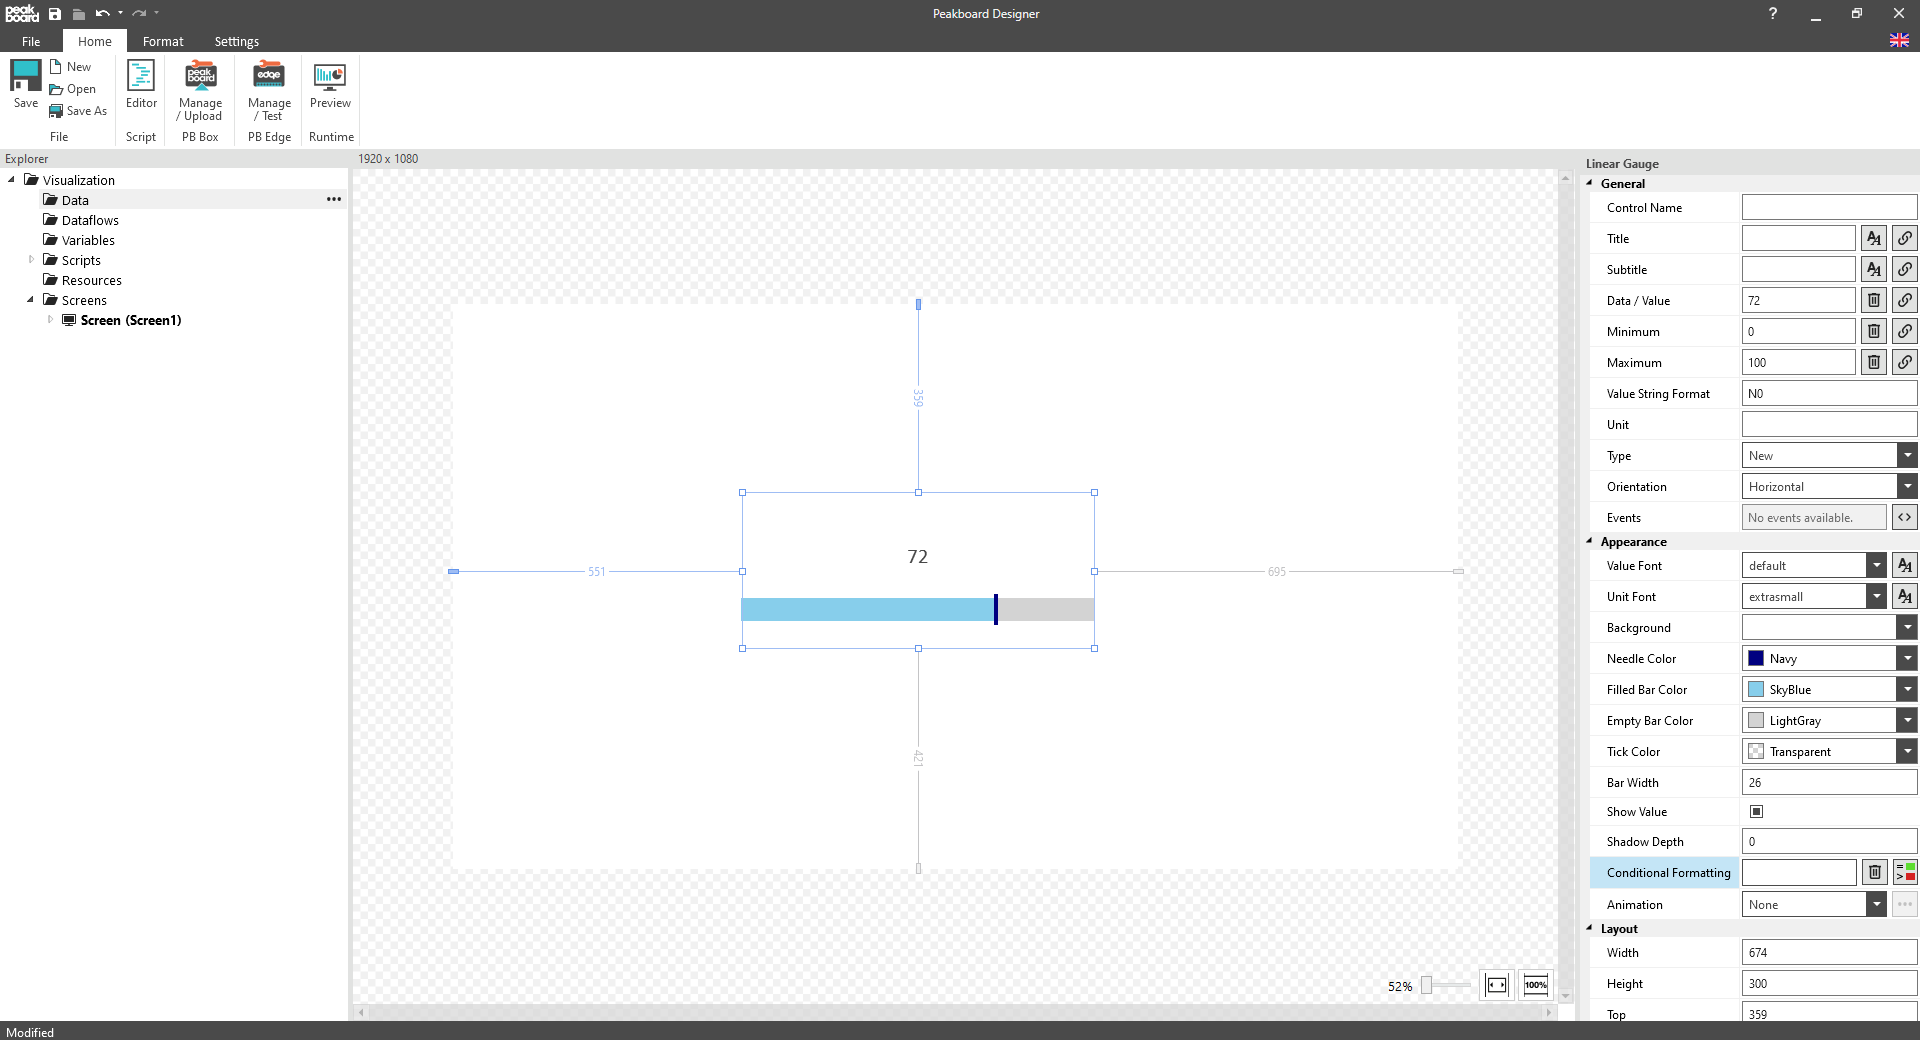 peak
board
Peakboard Designer
?
File
Home
Format
Settings
Save
New
Open
Save As
File
Editor
Script
peak
board
Manage
/ Upload
PB Box
edge
Manage
/ Test
PB Edge
Preview
Runtime
Explorer
Visualization
Data
Dataflows
Variables
Scripts
Resources
Screens
Screen (Screen1)
1920 x 1080
359
72
551
695
421
52%
100%
Linear Gauge
General
Control Name
Title
Subtitle
Data / Value
72
Minimum
0
Maximum
100
Value String Format
N0
Unit
Type
New
Orientation
Horizontal
Events
No events available.
Appearance
Value Font
default
Unit Font
extrasmall
Background
Needle Color
Navy
Filled Bar Color
SkyBlue
Empty Bar Color
LightGray
Tick Color
Transparent
Bar Width
26
Show Value
Shadow Depth
0
Conditional Formatting
Animation
None
Layout
Width
674
Height
300
Top
359
Modified